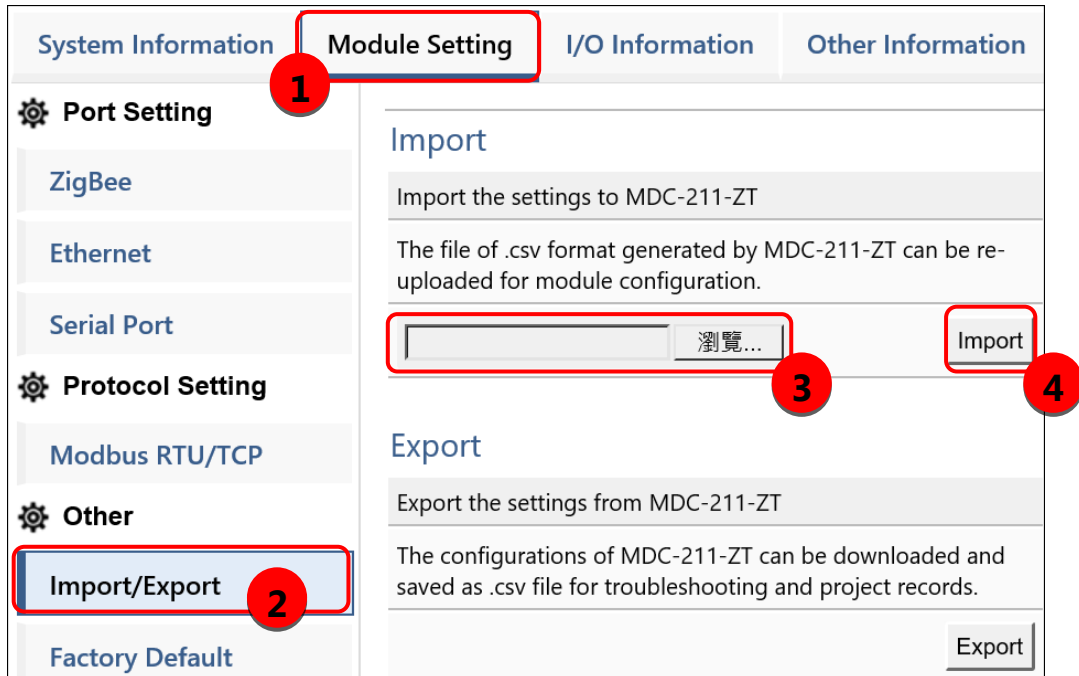 System Information Module Setting I/O Information Other Information
1
Port Setting
ZigBee
Ethernet
Serial Port
Protocol Setting
Modbus RTU/TCP
Other
Import/Export
2
Factory Default
Import
Import the settings to MDC-211-ZT
The file of .csv format generated by MDC-211-ZT can be re-
uploaded for module configuration.
瀏覽... Import
3 4
Export
Export the settings from MDC-211-ZT
The configurations of MDC-211-ZT can be downloaded and
saved as .csv file for troubleshooting and project records.
Export